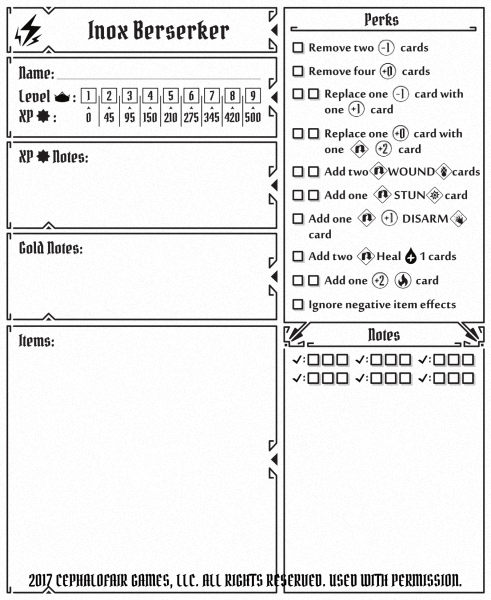 Inox Berserker
Name:
Level : 1 2 3 4 5 6 7 8 9
XP : 0 45 95 150 210 275 345 420 500
XP Notes:
Gold Notes:
Items:
Perks
Remove two -1 cards
Remove four +0 cards
Replace one -1 card with
one +1 card
Replace one +0 card with
one +2 card
Add two WOUND cards
Add one STUN card
Add one +1 DISARM
card
Add two Heal 1 cards
Add one +2 card
Ignore negative item effects
Notes
✓: ✓: ✓:
✓: ✓: ✓:
2017 CEPHALOFAIR GAMES, LLC. ALL RIGHTS RESERVED. USED WITH PERMISSION.